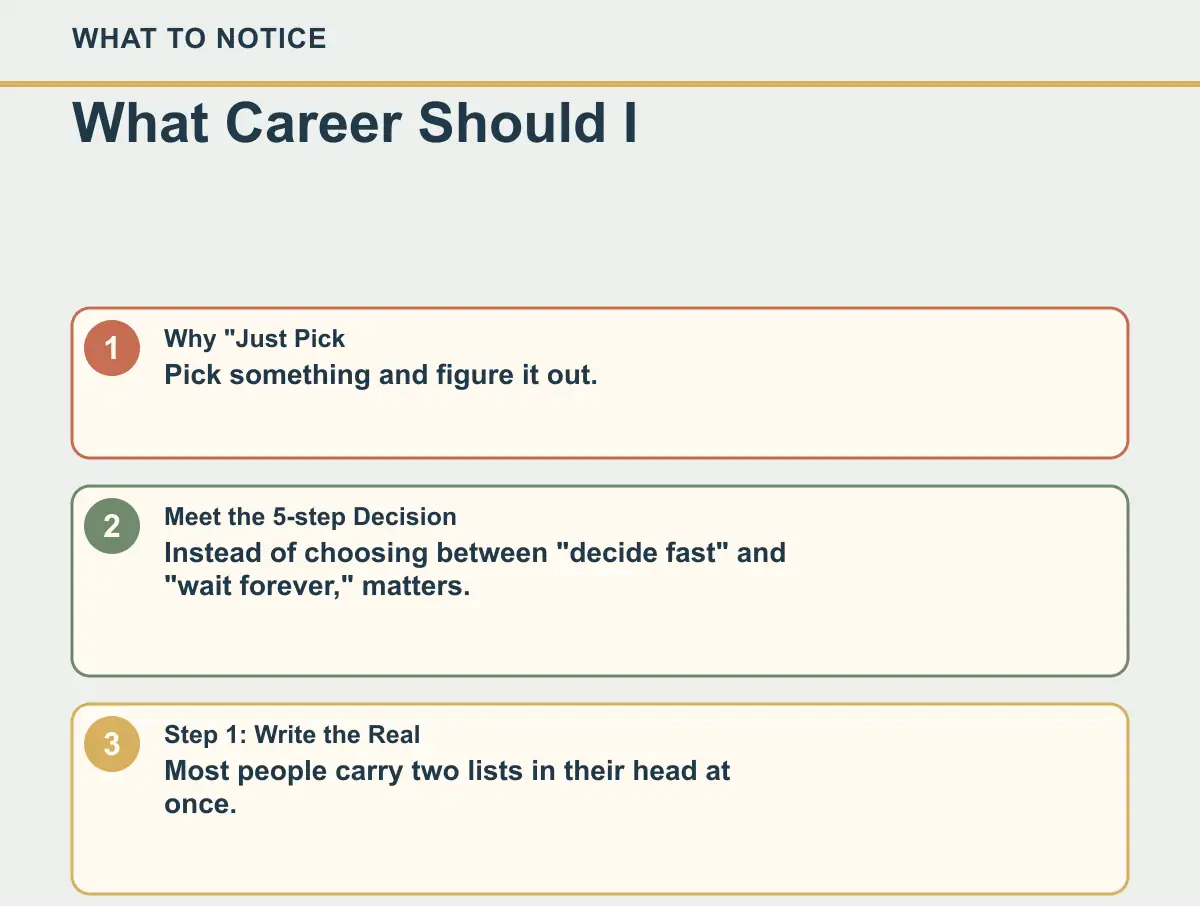 WHAT TO NOTICE
What Career Should I
1
Why "Just Pick
Pick something and figure it out.
2
Meet the 5-step Decision
Instead of choosing between "decide fast" and
"wait forever," matters.
3
Step 1: Write the Real
Most people carry two lists in their head at
once.